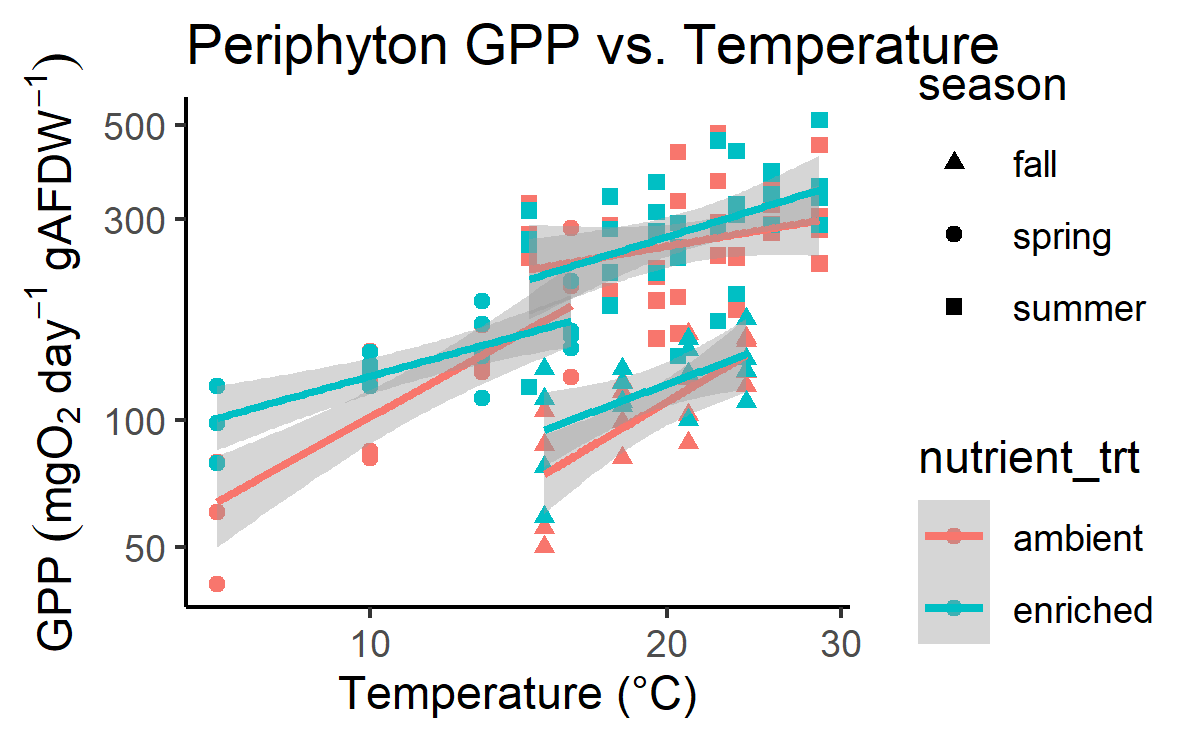 Periphyton GPP vs. Temperature
GPP (mgO₂ day⁻¹ gAFDW⁻¹)
500
300
100
50
10
20
30
Temperature (°C)
season
fall
spring
summer
nutrient_trt
ambient
enriched